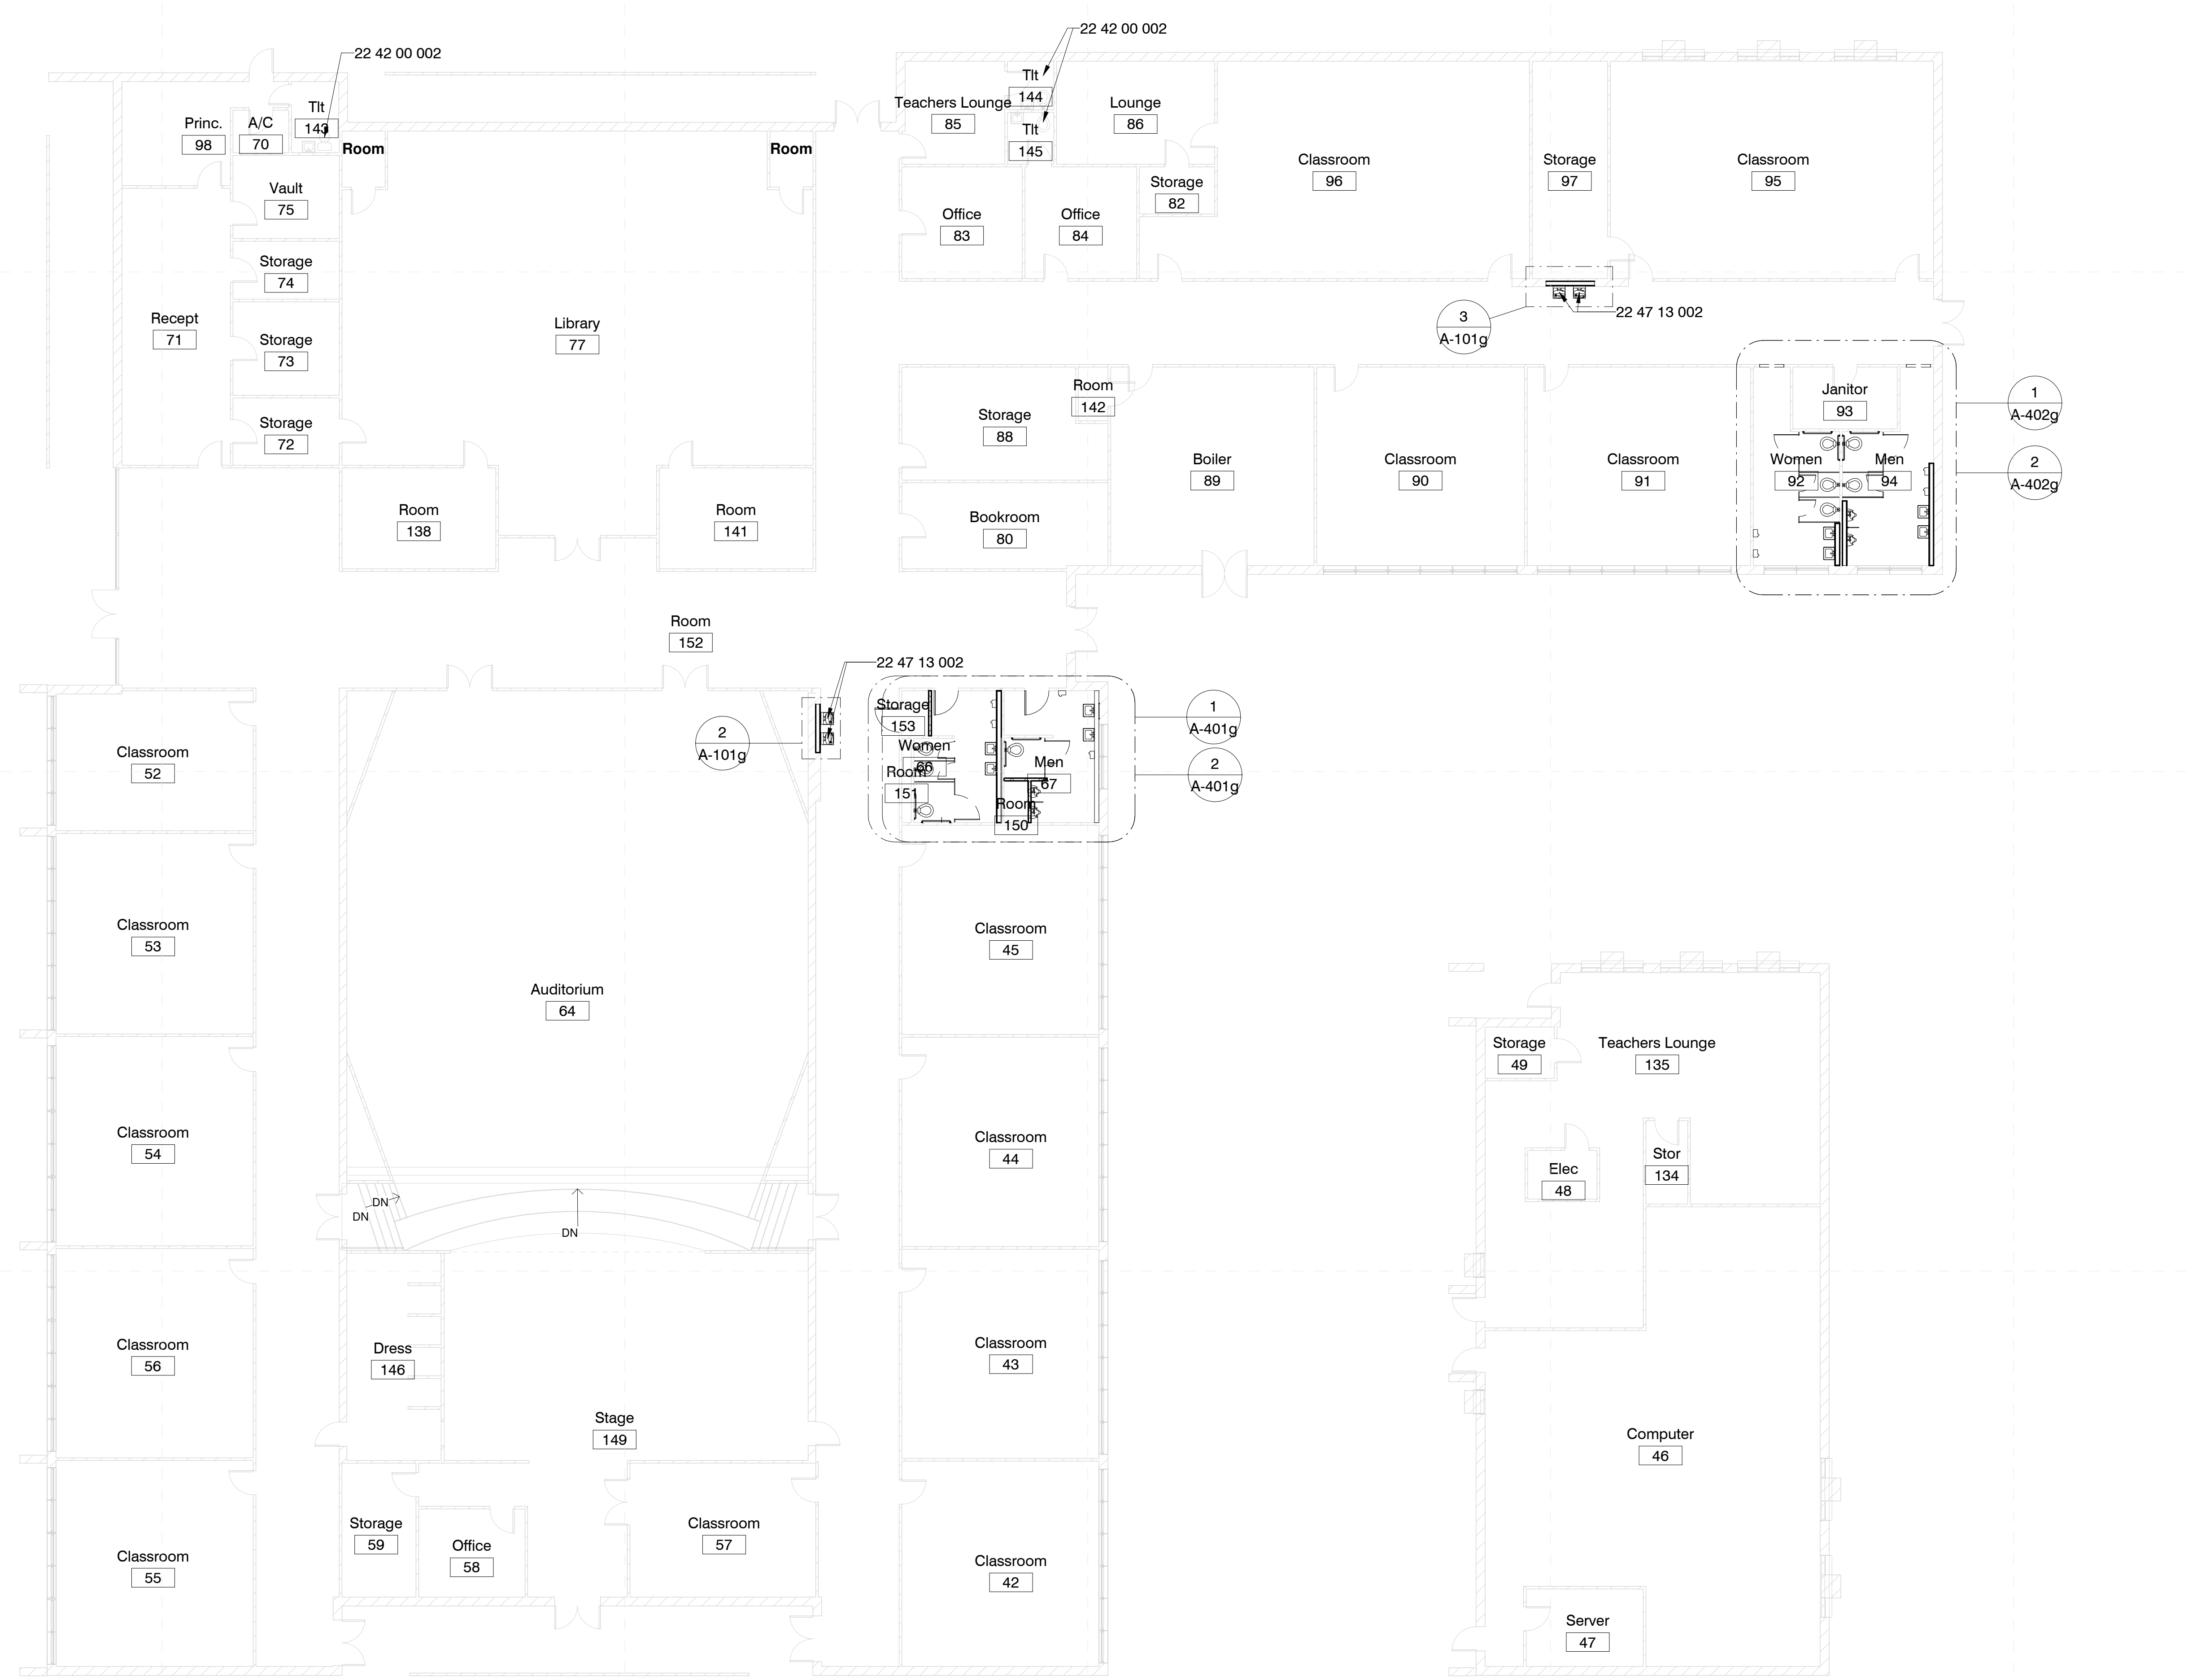 22 42 00 002
22 42 00 002
Tlt
143
Princ.
98
A/C
70
Room
Room
Vault
75
Storage
74
Recept
71
Storage
73
Storage
72
Library
77
Room
138
Room
141
Teachers Lounge
85
Tlt
144
Tlt
145
Lounge
86
Office
83
Office
84
Storage
82
Classroom
96
Storage
97
Classroom
95
3
A-101g
22 47 13 002
Storage
88
Room
142
Bookroom
80
Boiler
89
Classroom
90
Classroom
91
Janitor
93
Women
92
Men
94
1
A-402g
2
A-402g
Room
152
22 47 13 002
2
A-101g
Storage
153
Women
66
Room
151
Men
67
Room
150
1
A-401g
2
A-401g
Classroom
52
Classroom
53
Classroom
54
Classroom
56
Classroom
55
Auditorium
64
DN
DN
DN
Dress
146
Stage
149
Storage
59
Office
58
Classroom
57
Classroom
45
Classroom
44
Classroom
43
Classroom
42
Storage
49
Teachers Lounge
135
Elec
48
Stor
134
Computer
46
Server
47